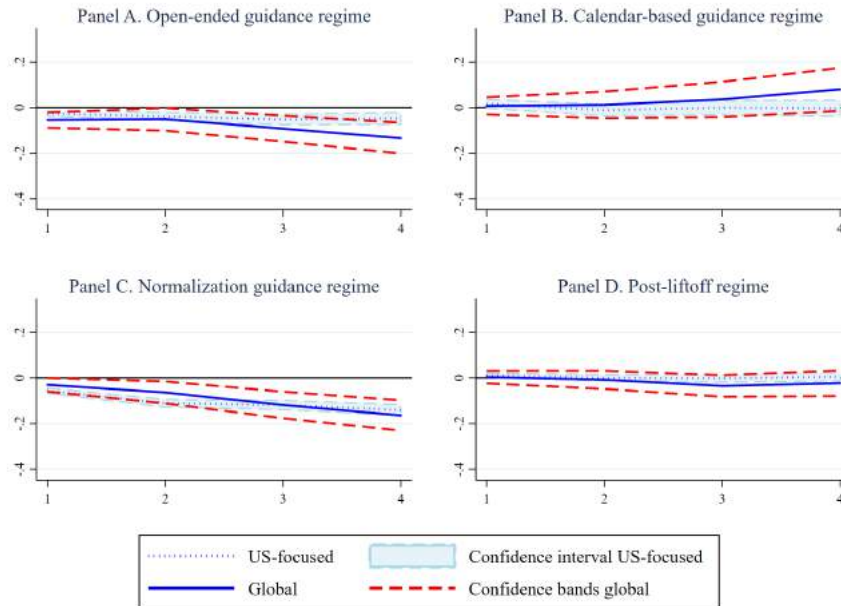 Panel A. Open-ended guidance regime
Panel B. Calendar-based guidance regime
.2
0
-.2
-.4
1 2 3 4
.2
0
-.2
-.4
1 2 3 4
Panel C. Normalization guidance regime
Panel D. Post-liftoff regime
.2
0
-.2
-.4
1 2 3 4
.2
0
-.2
-.4
1 2 3 4
US-focused
Confidence interval US-focused
Global
Confidence bands global